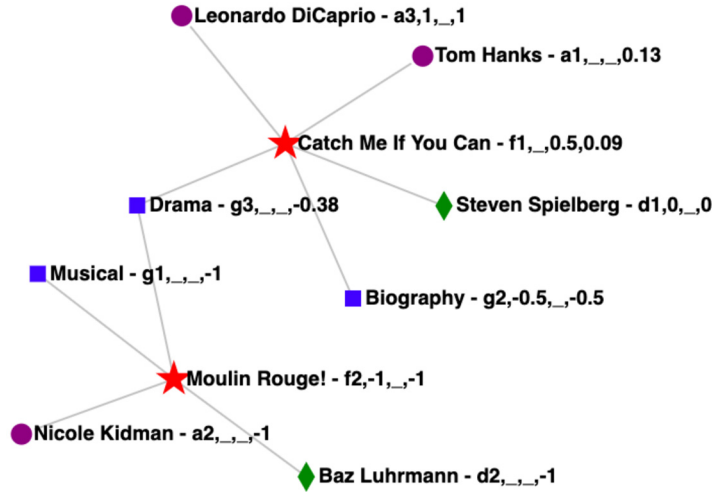 Leonardo DiCaprio - a3,1,_,1
Tom Hanks - a1,_,_,0.13
Catch Me If You Can - f1,_,0.5,0.09
Drama - g3,_,_,-0.38
Steven Spielberg - d1,0,_,0
Musical - g1,_,_,-1
Biography - g2,-0.5,_,-0.5
Moulin Rouge! - f2,-1,_,-1
Nicole Kidman - a2,_,_,-1
Baz Luhrmann - d2,_,_,-1